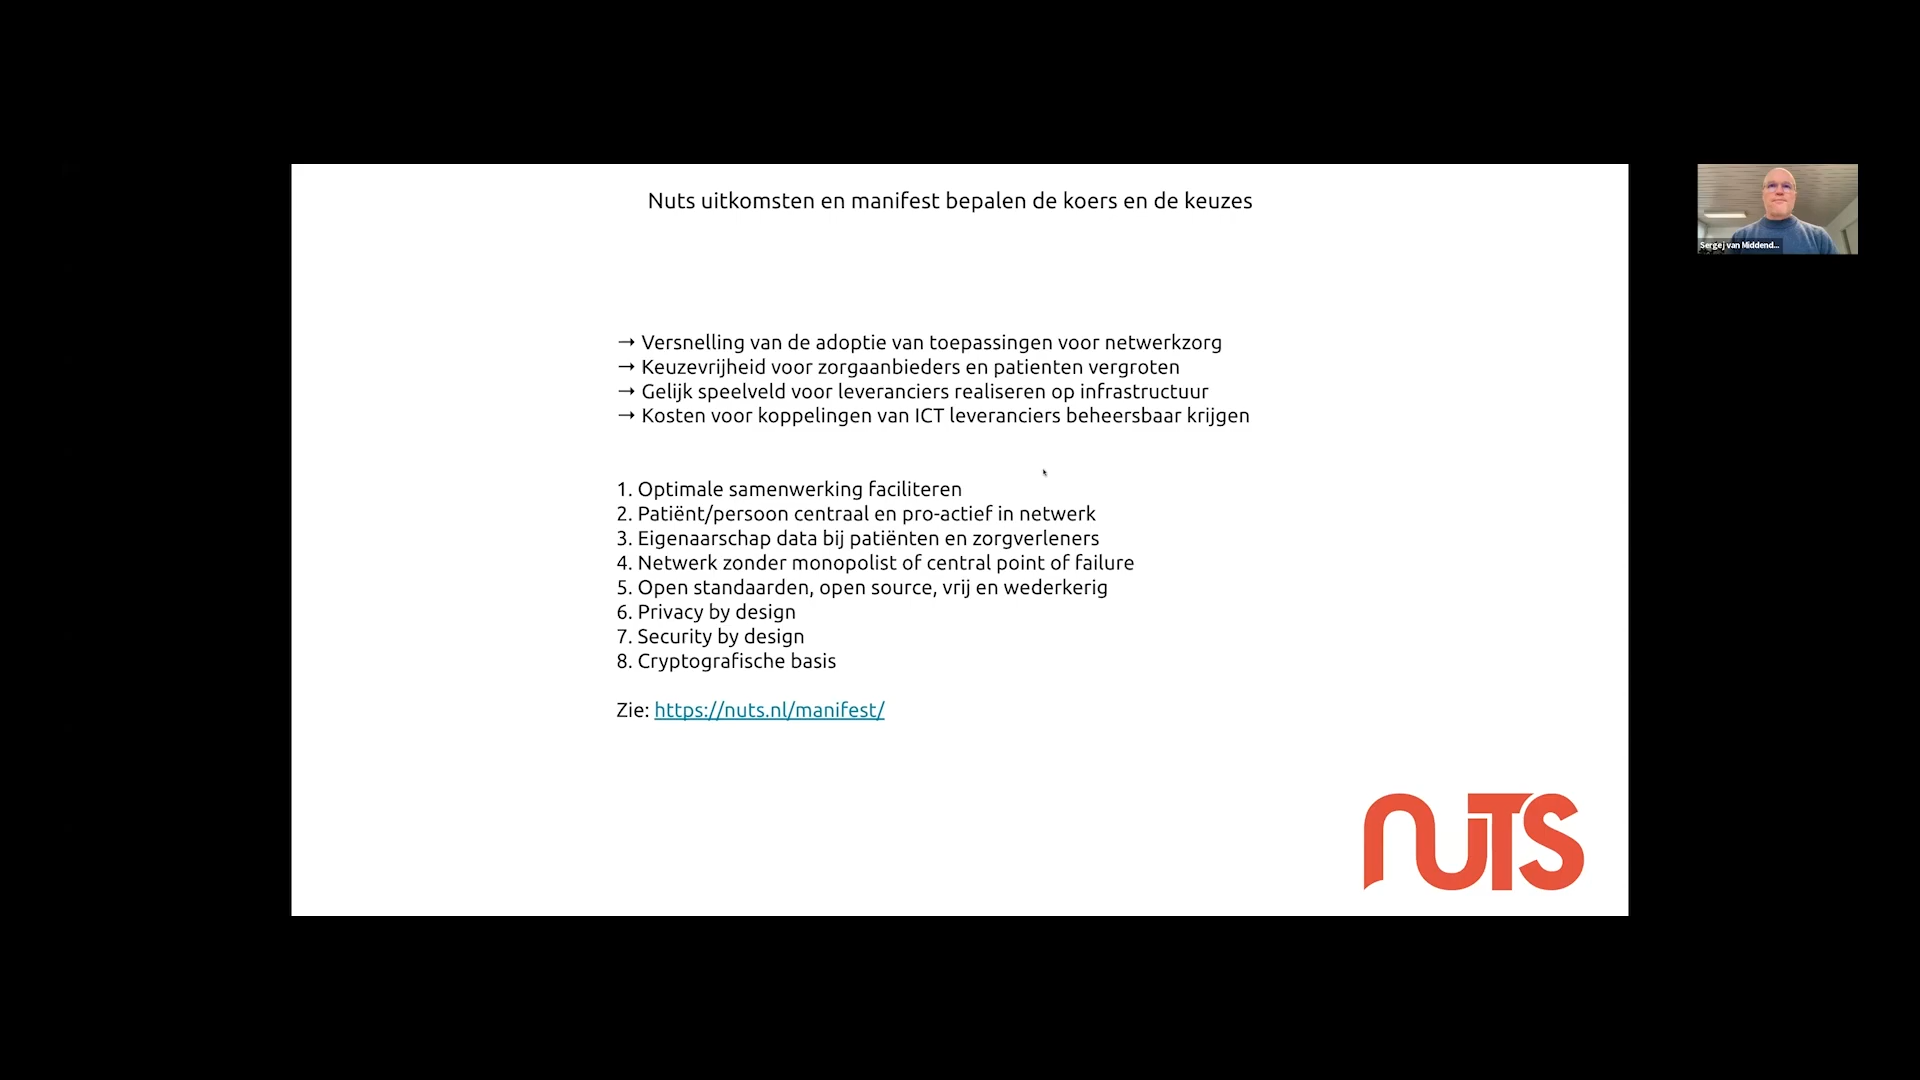 Nuts uitkomsten en manifest bepalen de koers en de keuzes
Sergej van Middend...
→ Versnelling van de adoptie van toepassingen voor netwerkzorg
→ Keuzevrijheid voor zorgaanbieders en patienten vergroten
→ Gelijk speelveld voor leveranciers realiseren op infrastructuur
→ Kosten voor koppelingen van ICT leveranciers beheersbaar krijgen
1. Optimale samenwerking faciliteren
2. Patiënt/persoon centraal en pro-actief in netwerk
3. Eigenaarschap data bij patiënten en zorgverleners
4. Netwerk zonder monopolist of central point of failure
5. Open standaarden, open source, vrij en wederkerig
6. Privacy by design
7. Security by design
8. Cryptografische basis
Zie: https://nuts.nl/manifest/
nuTS